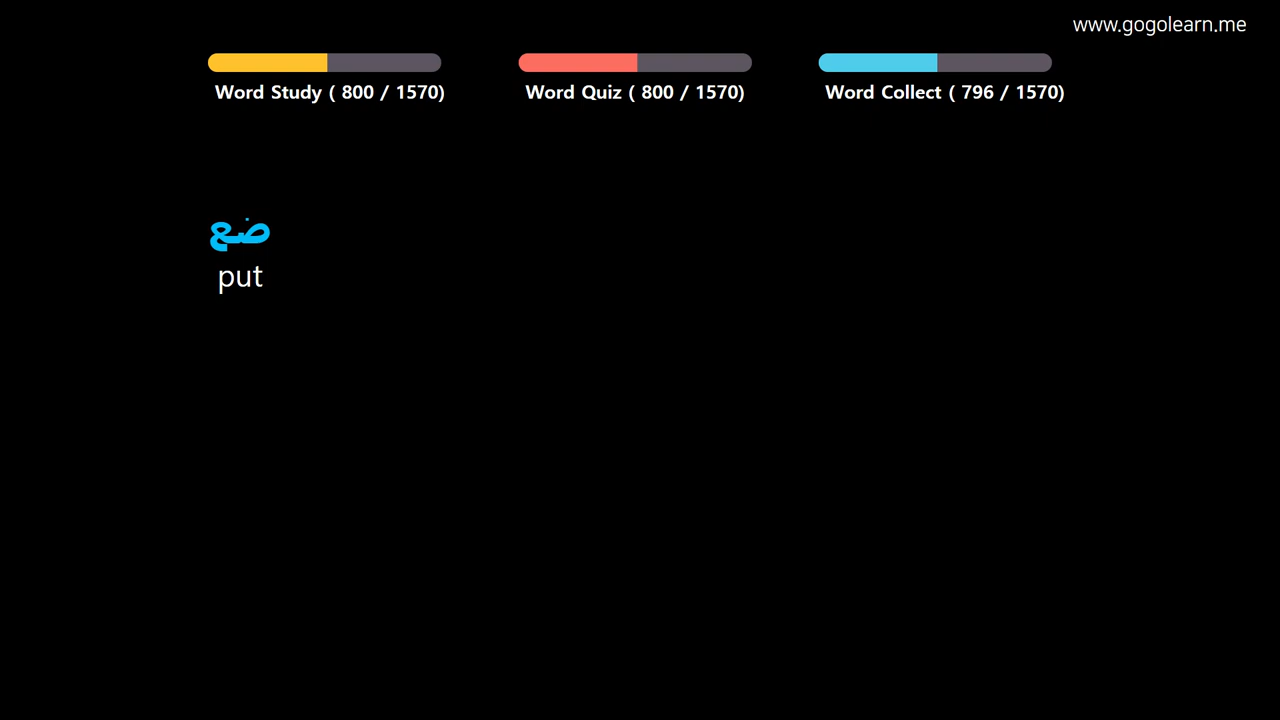 www.gogolearn.me
Word Study ( 800 / 1570)
Word Quiz ( 800 / 1570)
Word Collect ( 796 / 1570)
ضع
put